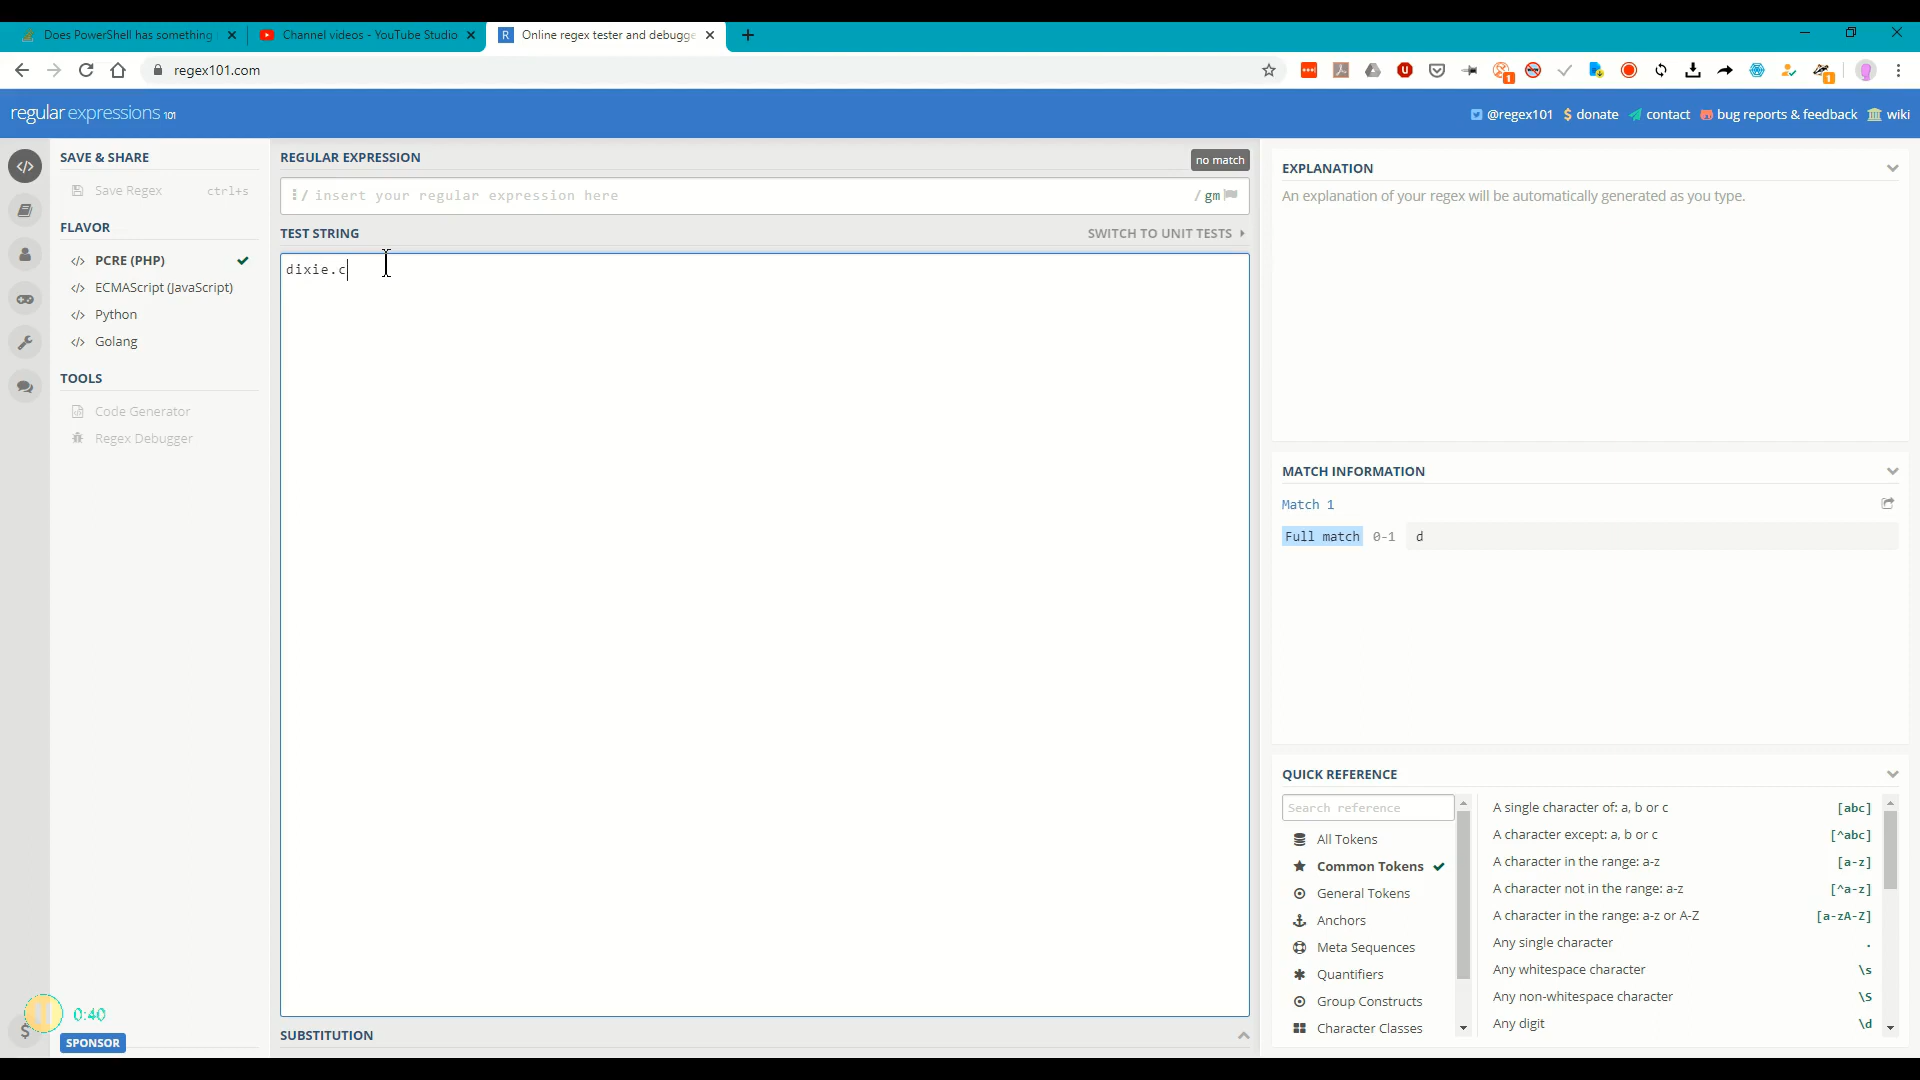 Does PowerShell has something
Channel videos - YouTube Studio
Online regex tester and debugge
regex101.com
regular expressions 101
@regex101
donate
contact
bug reports & feedback
wiki
SAVE & SHARE
Save Regex ctrl+s
FLAVOR
PCRE (PHP)
ECMAScript (JavaScript)
Python
Golang
TOOLS
Code Generator
Regex Debugger
0:40
$
SPONSOR
REGULAR EXPRESSION
no match
/ insert your regular expression here / gm
TEST STRING
SWITCH TO UNIT TESTS
dixie.c
SUBSTITUTION
EXPLANATION
An explanation of your regex will be automatically generated as you type.
MATCH INFORMATION
Match 1
Full match 0-1 d
QUICK REFERENCE
Search reference
All Tokens
Common Tokens
General Tokens
Anchors
Meta Sequences
Quantifiers
Group Constructs
Character Classes
A single character of: a, b or c [abc]
A character except: a, b or c [^abc]
A character in the range: a-z [a-z]
A character not in the range: a-z [^a-z]
A character in the range: a-z or A-Z [a-zA-Z]
Any single character .
Any whitespace character \s
Any non-whitespace character \S
Any digit \d